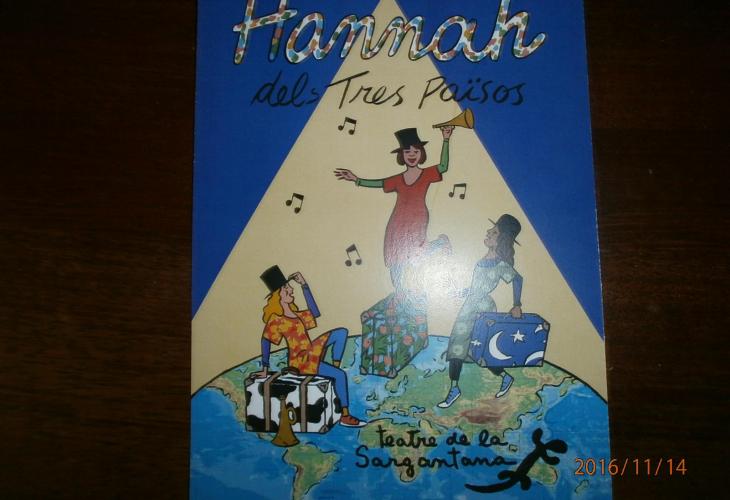 Hannah
dels Tres Països
teatre de la
Sargantana
2016/11/14